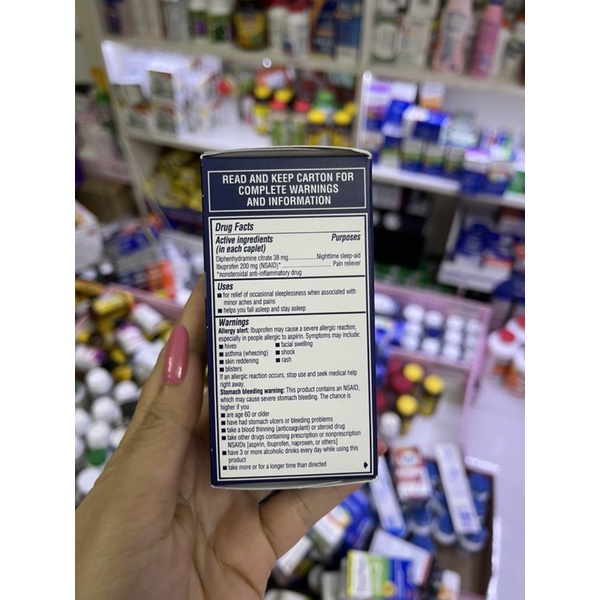 READ AND KEEP CARTON FOR
COMPLETE WARNINGS
AND INFORMATION
Drug Facts
Active ingredients Purposes
(in each caplet)
Diphenhydramine citrate 38 mg........................Nighttime sleep-aid
Ibuprofen 200 mg (NSAID)*........................Pain reliever
*nonsteroidal anti-inflammatory drug
Uses
■ for relief of occasional sleeplessness when associated with
minor aches and pains
■ helps you fall asleep and stay asleep
Warnings
Allergy alert: Ibuprofen may cause a severe allergic reaction,
especially in people allergic to aspirin. Symptoms may include:
■ hives ■ facial swelling
■ asthma (wheezing) ■ shock
■ skin reddening ■ rash
■ blisters
If an allergic reaction occurs, stop use and seek medical help
right away.
Stomach bleeding warning: This product contains an NSAID,
which may cause severe stomach bleeding. The chance is
higher if you
■ are age 60 or older
■ have had stomach ulcers or bleeding problems
■ take a blood thinning (anticoagulant) or steroid drug
■ take other drugs containing prescription or nonprescription
NSAIDs [aspirin, ibuprofen, naproxen, or others]
■ have 3 or more alcoholic drinks every day while using this
product
■ take more or for a longer time than directed